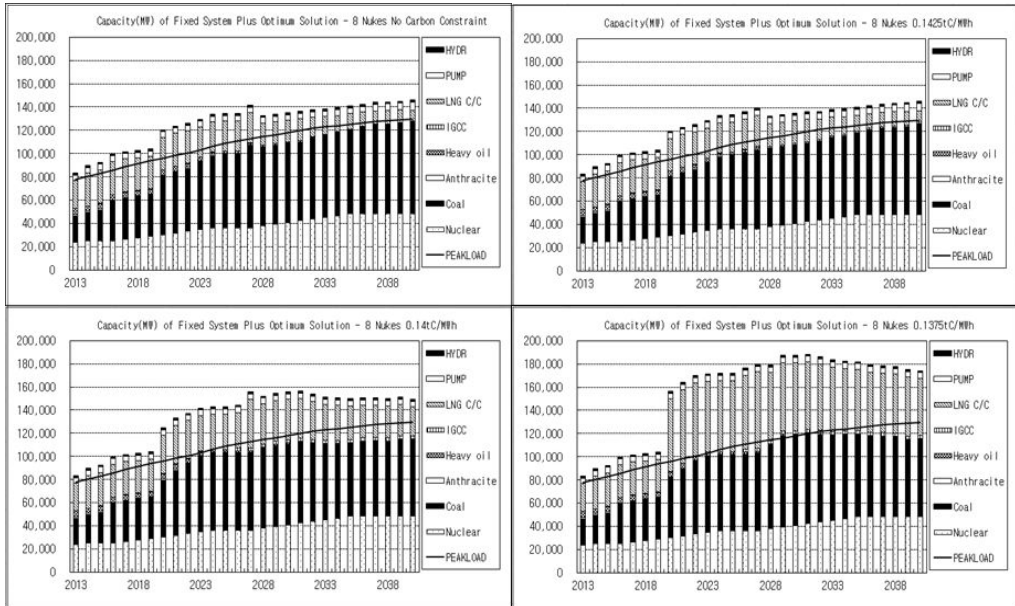 Capacity(MW) of Fixed System Plus Optimum Solution - 8 Nukes No Carbon Constraint
200,000
180,000
160,000
140,000
120,000
100,000
80,000
60,000
40,000
20,000
0
2013 2018 2023 2028 2033 2038
HYDR
PUMP
LNG C/C
IGCC
Heavy oil
Anthracite
Coal
Nuclear
PEAKLOAD
Capacity(MW) of Fixed System Plus Optimum Solution - 8 Nukes 0.1425tC/MWh
200,000
180,000
160,000
140,000
120,000
100,000
80,000
60,000
40,000
20,000
0
2013 2018 2023 2028 2033 2038
HYDR
PUMP
LNG C/C
IGCC
Heavy oil
Anthracite
Coal
Nuclear
PEAKLOAD
Capacity(MW) of Fixed System Plus Optimum Solution - 8 Nukes 0.14tC/MWh
200,000
180,000
160,000
140,000
120,000
100,000
80,000
60,000
40,000
20,000
0
2013 2018 2023 2028 2033 2038
HYDR
PUMP
LNG C/C
IGCC
Heavy oil
Anthracite
Coal
Nuclear
PEAKLOAD
Capacity(MW) of Fixed System Plus Optimum Solution - 8 Nukes 0.1375tC/MWh
200,000
180,000
160,000
140,000
120,000
100,000
80,000
60,000
40,000
20,000
0
2013 2018 2023 2028 2033 2038
HYDR
PUMP
LNG C/C
IGCC
Heavy oil
Anthracite
Coal
Nuclear
PEAKLOAD